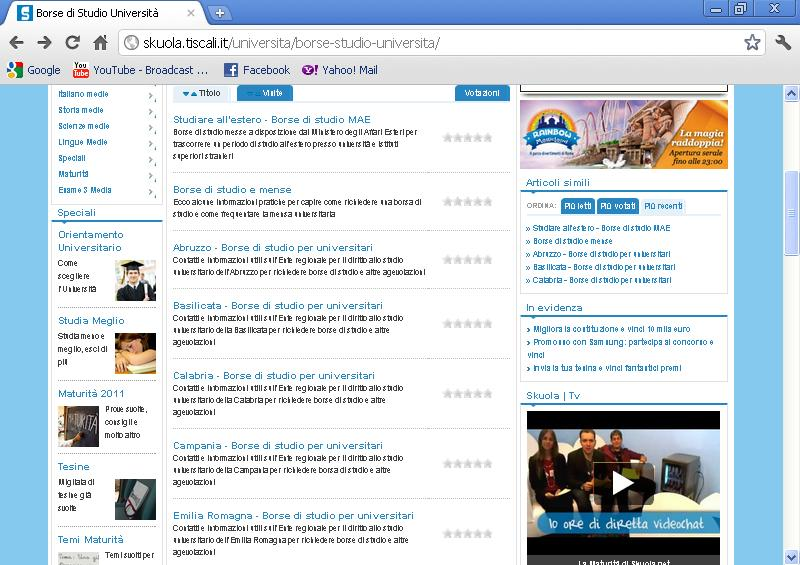 Borse di Studio Università
skuola.tiscali.it/universita/borse-studio-universita/
Google
YouTube - Broadcast ...
Facebook
Yahoo! Mail
Italiano medie
Storia medie
Scienze medie
Lingue Medie
Speciali
Maturità
Esame 3 Media
Speciali
Orientamento
Universitario
Come
scegliere
l'Università
Studia Meglio
Studia meno e
meglio, esci di
più
Maturità 2011
Prove svolte,
consigli e
molto altro
Tesine
Migliaia di
tesine già
svolte
Temi Maturità
Temi svolti per
Titolo
Visite
Votazioni
Studiare all'estero - Borse di studio MAE
Borse di studio messe a disposizione dal Ministero degli Affari Esteri per
trascorrere un periodo di studio all'estero presso università e istituti
superiori stranieri
Borse di studio e mense
Ecco alcune informazioni pratiche per capire come richiedere una borsa di
studio e come frequentare la mensa universitaria
Abruzzo - Borse di studio per universitari
Contatti e informazioni utili sull'Ente regionale per il diritto allo studio
universitario dell'Abruzzo per richiedere borse di studio e altre agevolazioni
Basilicata - Borse di studio per universitari
Contatti e informazioni utili sull'Ente regionale per il diritto allo studio
universitario della Basilicata per richiedere borse di studio e altre
agevolazioni
Calabria - Borse di studio per universitari
Contatti e informazioni utili sull'Ente regionale per il diritto allo studio
universitario della Calabria per richiedere borse di studio e altre
agevolazioni
Campania - Borse di studio per universitari
Contatti e informazioni utili sull'Ente regionale per il diritto allo studio
universitario della Campania per richiedere borsa di studio e altre
agevolazioni
Emilia Romagna - Borse di studio per universitari
Contatti e informazioni utili sull'Ente regionale per il diritto allo studio
universitario dell'Emilia Romagna per richiedere borse di studio e altre
agevolazioni
RAINBOW
MagicLand
Il parco divertimenti di Roma
La magia
raddoppia!
Apertura serale
fino alle 23:00
Articoli simili
ORDINA: Più letti Più votati Più recenti
» Studiare all'estero - Borse di studio MAE
» Borse di studio e mense
» Abruzzo - Borse di studio per universitari
» Basilicata - Borse di studio per universitari
» Calabria - Borse di studio per universitari
In evidenza
› Migliora la costituzione e vinci 10 mila euro
› Promonno con Samsung: partecipa al concorso e
vinci
› Invia la tua tesina e vinci fantastici premi
Skuola | Tv
10 ore di diretta videochat
La Maturità di Skuola.net